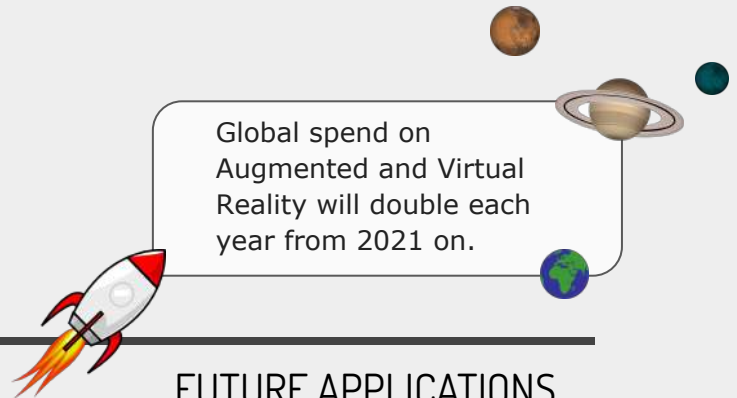 Global spend on
Augmented and Virtual
Reality will double each
year from 2021 on.
FUTURE APPLICATIONS